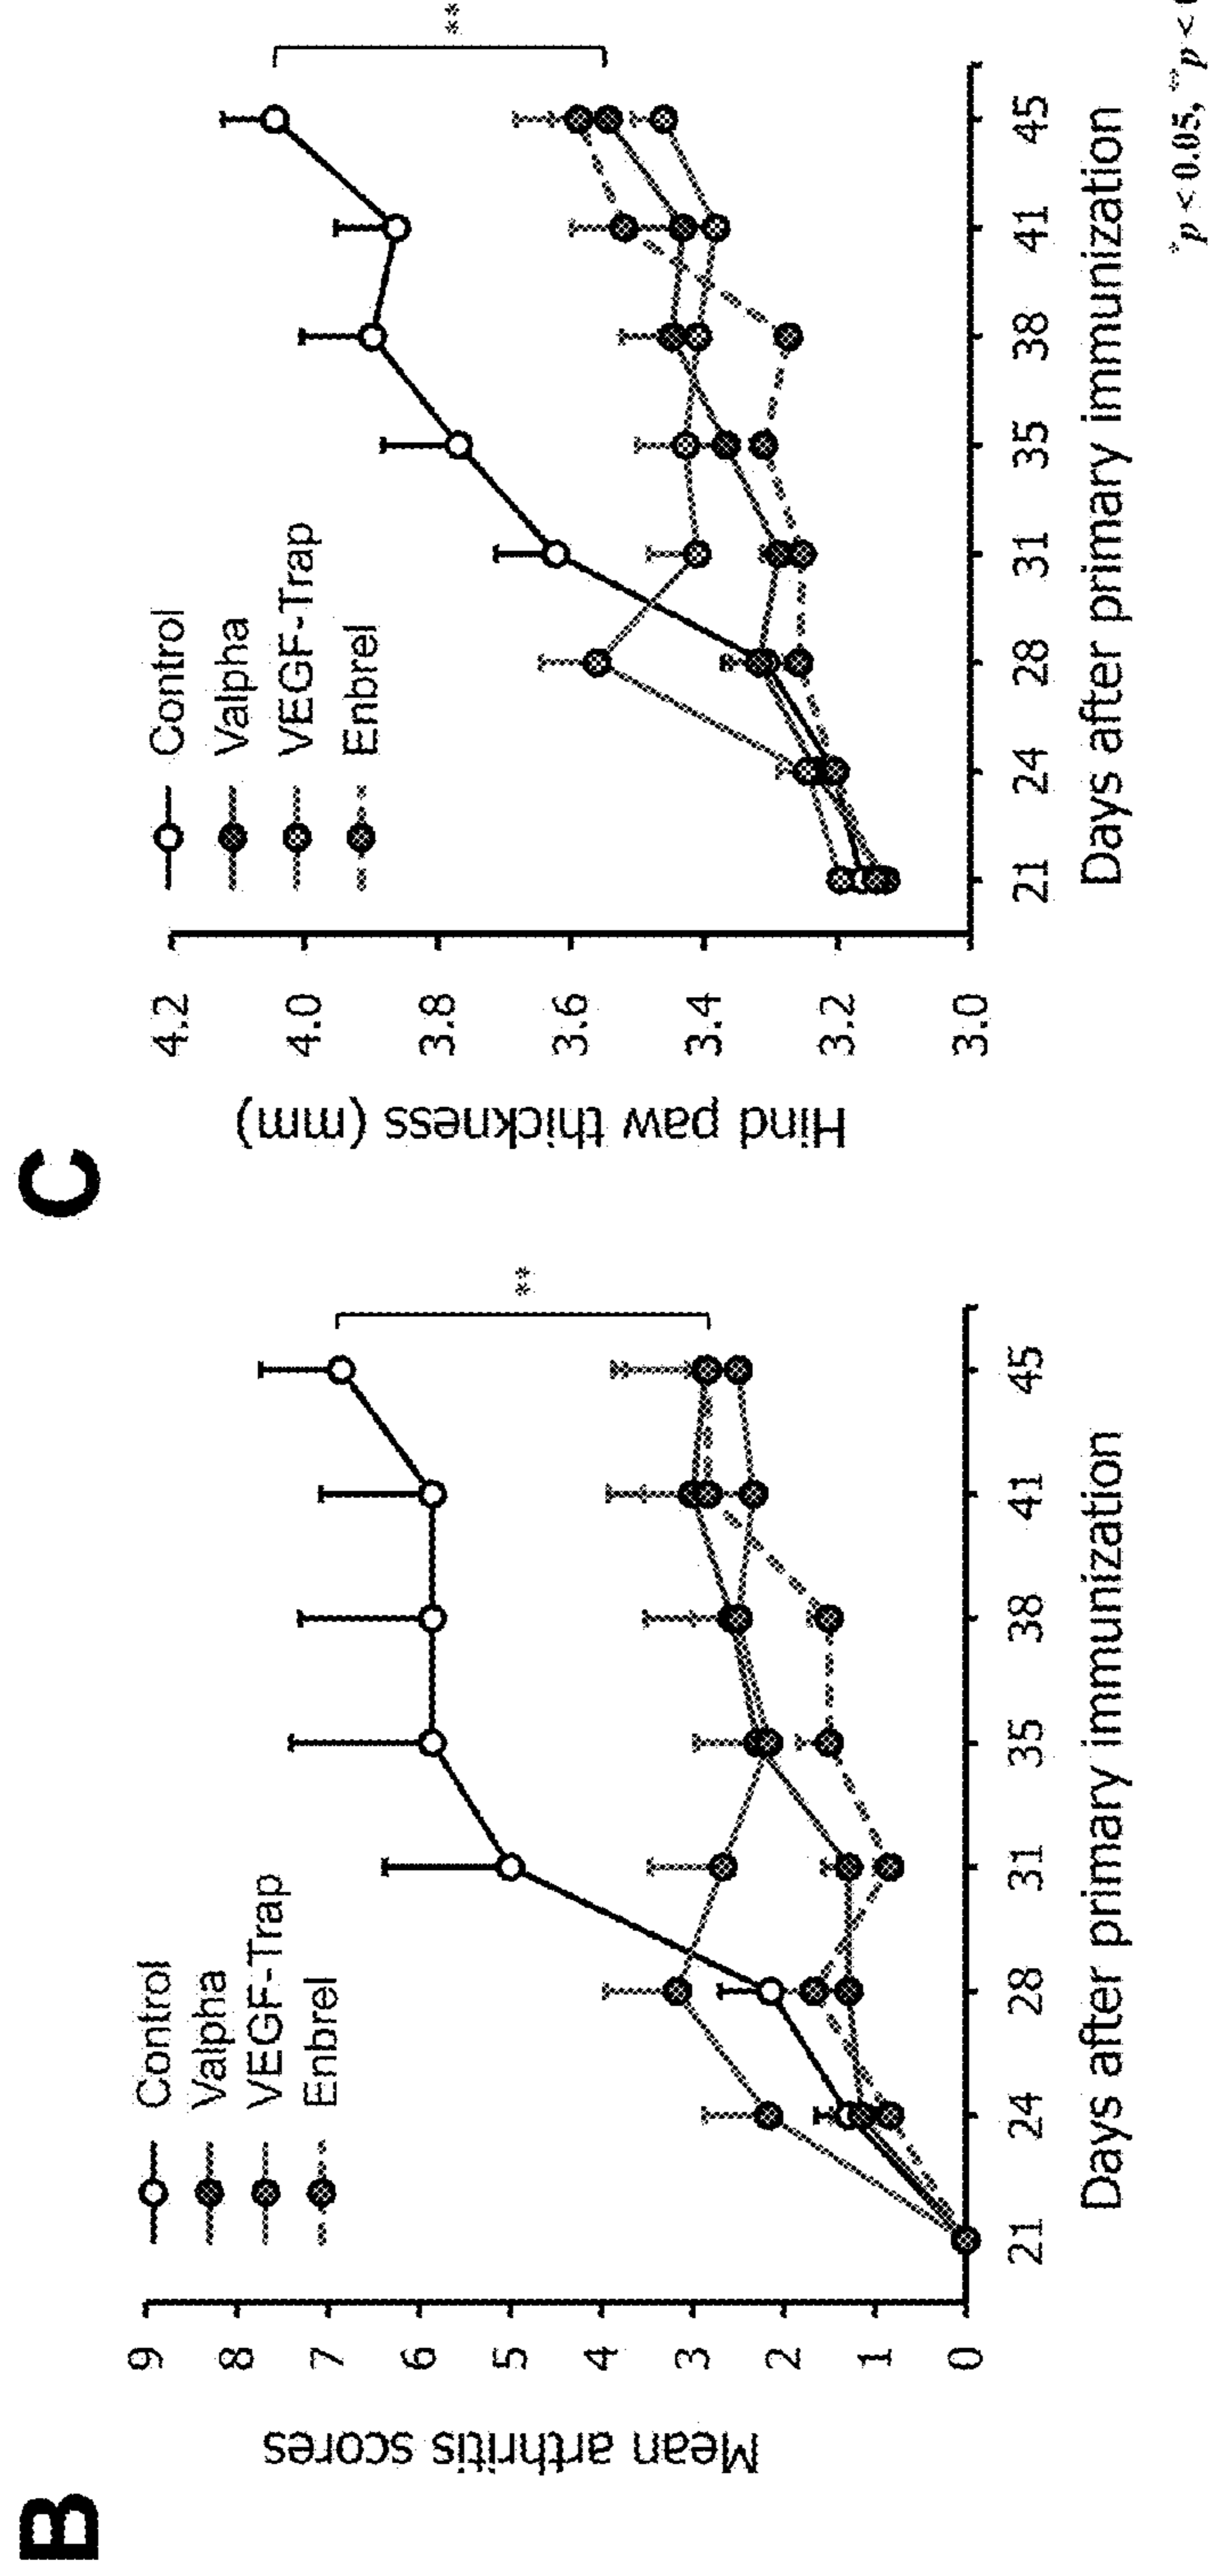 B
Mean arthritis scores
9
8
7
6
5
4
3
2
1
0
Control
Valpha
VEGF-Trap
Enbrel
**
21 24 28 31 35 38 41 45
Days after primary immunization
C
Hind paw thickness (mm)
4.2
4.0
3.8
3.6
3.4
3.2
3.0
Control
Valpha
VEGF-Trap
Enbrel
**
21 24 28 31 35 38 41 45
Days after primary immunization
*p < 0.05, **p <